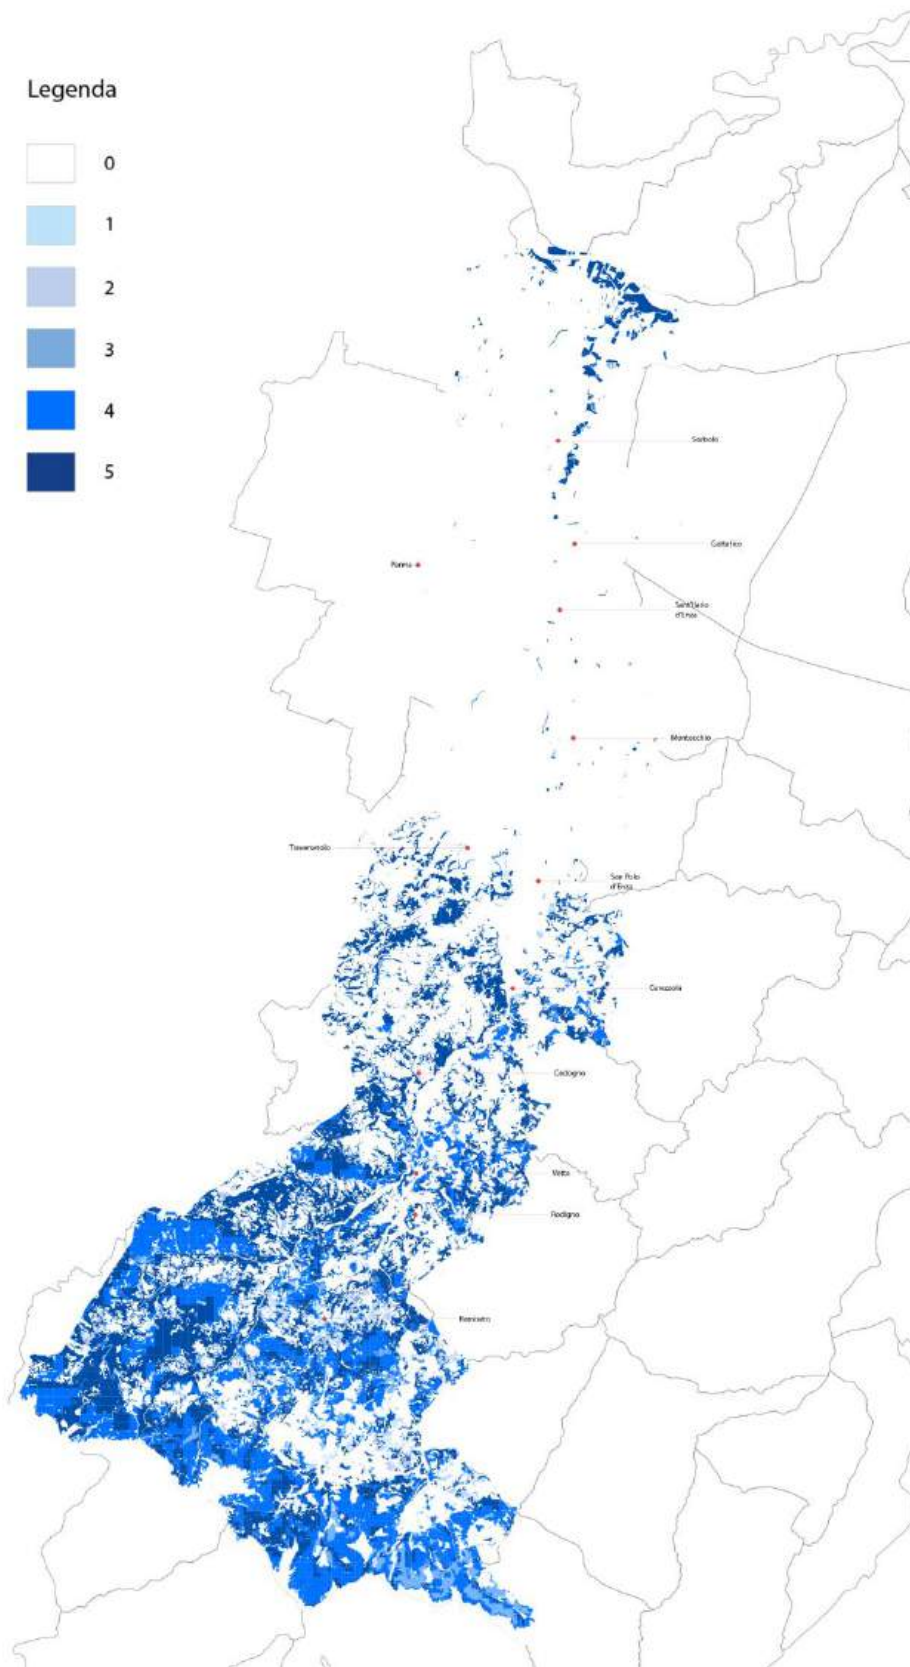 Legenda
0
1
2
3
4
5
Sorbolo
Gattatico
Parma
Sant'Ilario
d'Enza
Montecchio
Traversetolo
San Polo
d'Enza
Canossa
Vetto
Ramiseto